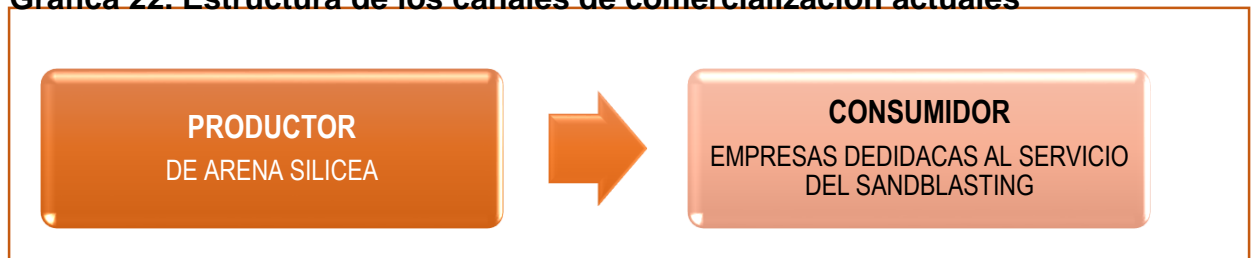 Gráfica 22. Estructura de los canales de comercialización actuales
PRODUCTOR
DE ARENA SILICEA
CONSUMIDOR
EMPRESAS DEDIDACAS AL SERVICIO
DEL SANDBLASTING